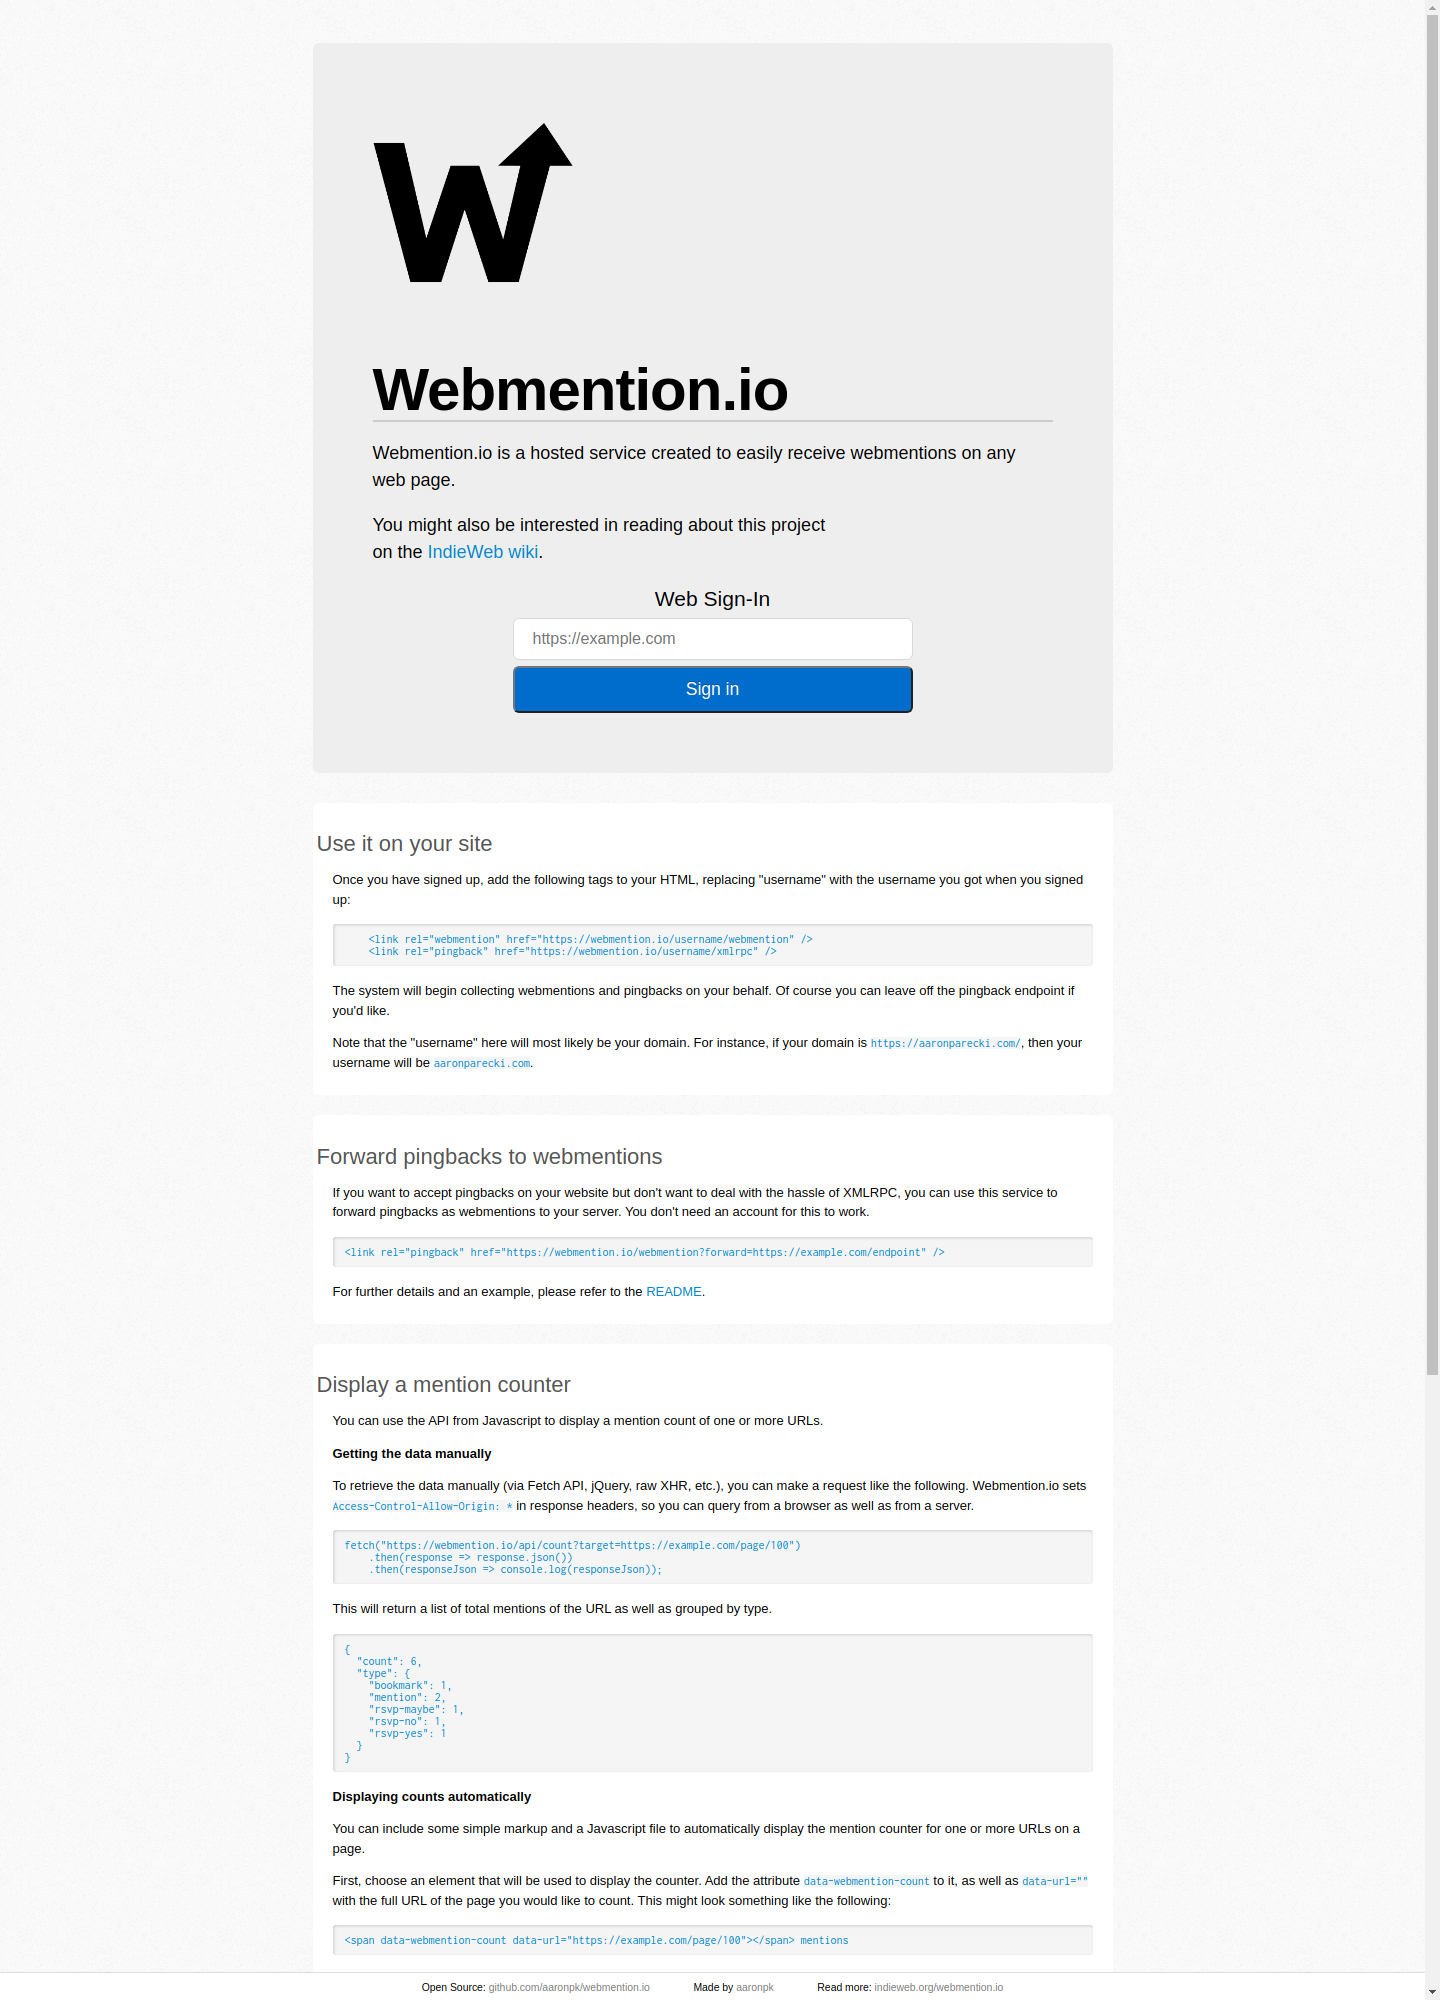 Webmention.io
Webmention.io is a hosted service created to easily receive webmentions on any
web page.
You might also be interested in reading about this project
on the IndieWeb wiki.
Web Sign-In
https://example.com
Sign in
Use it on your site
Once you have signed up, add the following tags to your HTML, replacing "username" with the username you got when you signed
up:
<link rel="webmention" href="https://webmention.io/username/webmention" />
<link rel="pingback" href="https://webmention.io/username/xmlrpc" />
The system will begin collecting webmentions and pingbacks on your behalf. Of course you can leave off the pingback endpoint if
you'd like.
Note that the "username" here will most likely be your domain. For instance, if your domain is https://aaronparecki.com/, then your
username will be aaronparecki.com.
Forward pingbacks to webmentions
If you want to accept pingbacks on your website but don't want to deal with the hassle of XMLRPC, you can use this service to
forward pingbacks as webmentions to your server. You don't need an account for this to work.
<link rel="pingback" href="https://webmention.io/webmention?forward=https://example.com/endpoint" />
For further details and an example, please refer to the README.
Display a mention counter
You can use the API from Javascript to display a mention count of one or more URLs.
Getting the data manually
To retrieve the data manually (via Fetch API, jQuery, raw XHR, etc.), you can make a request like the following. Webmention.io sets
Access-Control-Allow-Origin: * in response headers, so you can query from a browser as well as from a server.
fetch("https://webmention.io/api/count?target=https://example.com/page/100")
.then(response => response.json())
.then(responseJson => console.log(responseJson));
This will return a list of total mentions of the URL as well as grouped by type.
{
"count": 6,
"type": {
"bookmark": 1,
"mention": 2,
"rsvp-maybe": 1,
"rsvp-no": 1,
"rsvp-yes": 1
}
}
Displaying counts automatically
You can include some simple markup and a Javascript file to automatically display the mention counter for one or more URLs on a
page.
First, choose an element that will be used to display the counter. Add the attribute data-webmention-count to it, as well as data-url=""
with the full URL of the page you would like to count. This might look something like the following:
<span data-webmention-count data-url="https://example.com/page/100"></span> mentions
Open Source: github.com/aaronpk/webmention.io Made by aaronpk Read more: indieweb.org/webmention.io